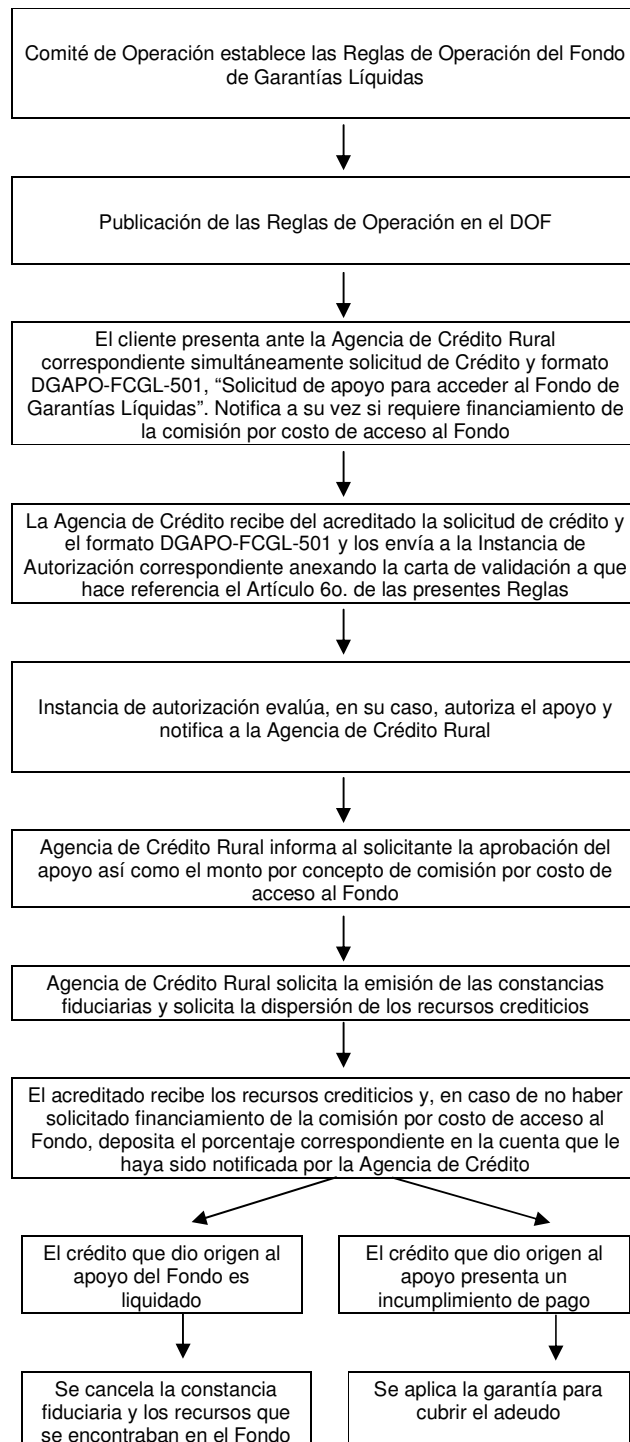 Comité de Operación establece las Reglas de Operación del Fondo
de Garantías Líquidas
Publicación de las Reglas de Operación en el DOF
El cliente presenta ante la Agencia de Crédito Rural
correspondiente simultáneamente solicitud de Crédito y formato
DGAPO-FCGL-501, “Solicitud de apoyo para acceder al Fondo de
Garantías Líquidas”. Notifica a su vez si requiere financiamiento de
la comisión por costo de acceso al Fondo
La Agencia de Crédito recibe del acreditado la solicitud de crédito y
el formato DGAPO-FCGL-501 y los envía a la Instancia de
Autorización correspondiente anexando la carta de validación a que
hace referencia el Artículo 6o. de las presentes Reglas
Instancia de autorización evalúa, en su caso, autoriza el apoyo y
notifica a la Agencia de Crédito Rural
Agencia de Crédito Rural informa al solicitante la aprobación del
apoyo así como el monto por concepto de comisión por costo de
acceso al Fondo
Agencia de Crédito Rural solicita la emisión de las constancias
fiduciarias y solicita la dispersión de los recursos crediticios
El acreditado recibe los recursos crediticios y, en caso de no haber
solicitado financiamiento de la comisión por costo de acceso al
Fondo, deposita el porcentaje correspondiente en la cuenta que le
haya sido notificada por la Agencia de Crédito
El crédito que dio origen al
apoyo del Fondo es
liquidado
El crédito que dio origen al
apoyo presenta un
incumplimiento de pago
Se cancela la constancia
fiduciaria y los recursos que
se encontraban en el Fondo
Se aplica la garantía para
cubrir el adeudo